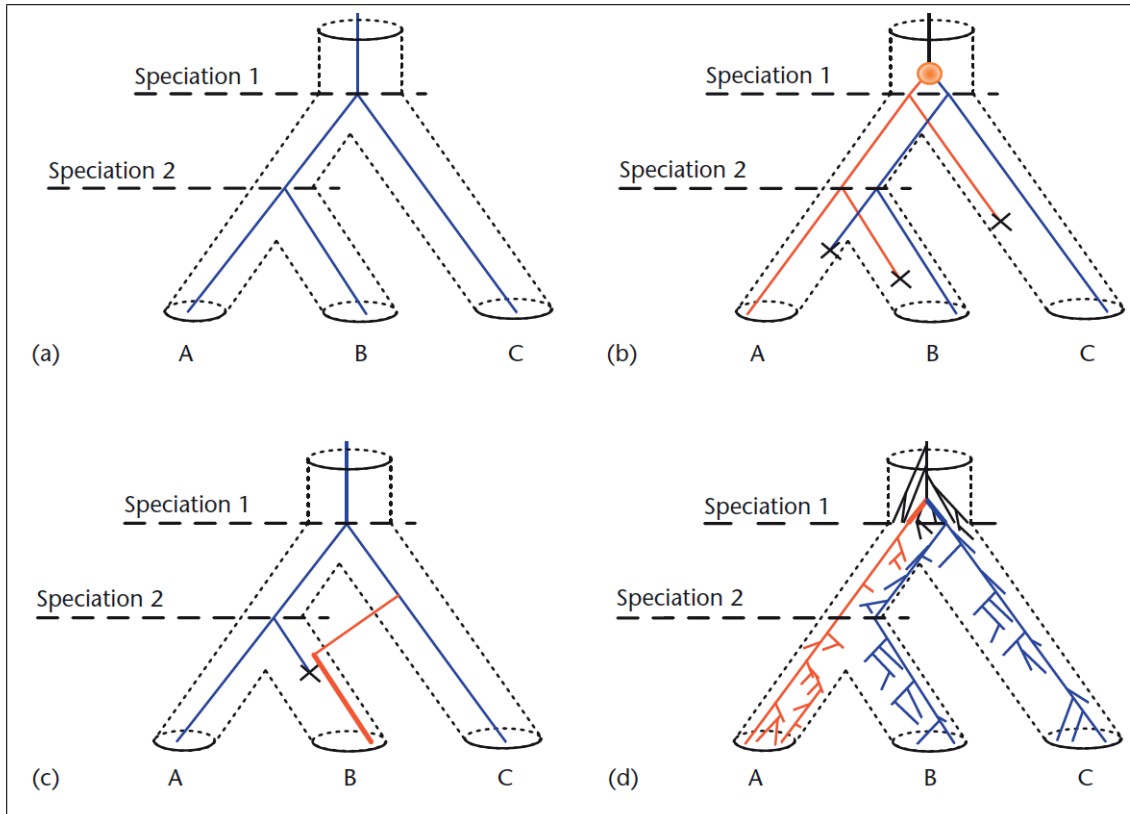 Speciation 1
Speciation 2
(a) A B C
Speciation 1
Speciation 2
(b) A B C
Speciation 1
Speciation 2
(c) A B C
Speciation 1
Speciation 2
(d) A B C